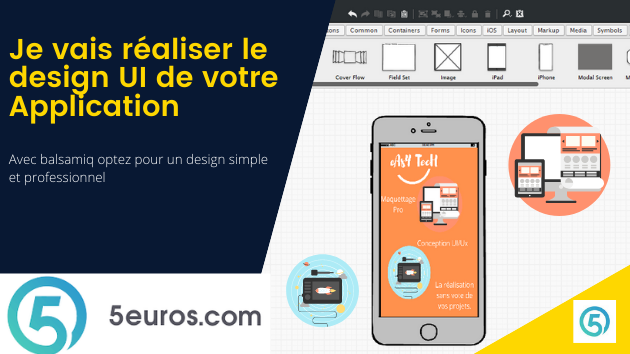 Je vais réaliser le
design UI de votre
Application
Avec balsamiq optez pour un design simple
et professionnel
5euros.com
Common
Containers
Forms
Icons
iOS
Layout
Markup
Media
Symbols
Cover Flow
Field Set
Image
iPad
iPhone
Modal Screen
eAsY TecH
Maquettage
Pro
Conception UI/Ux
La réalisation
sans voie de
vos projets